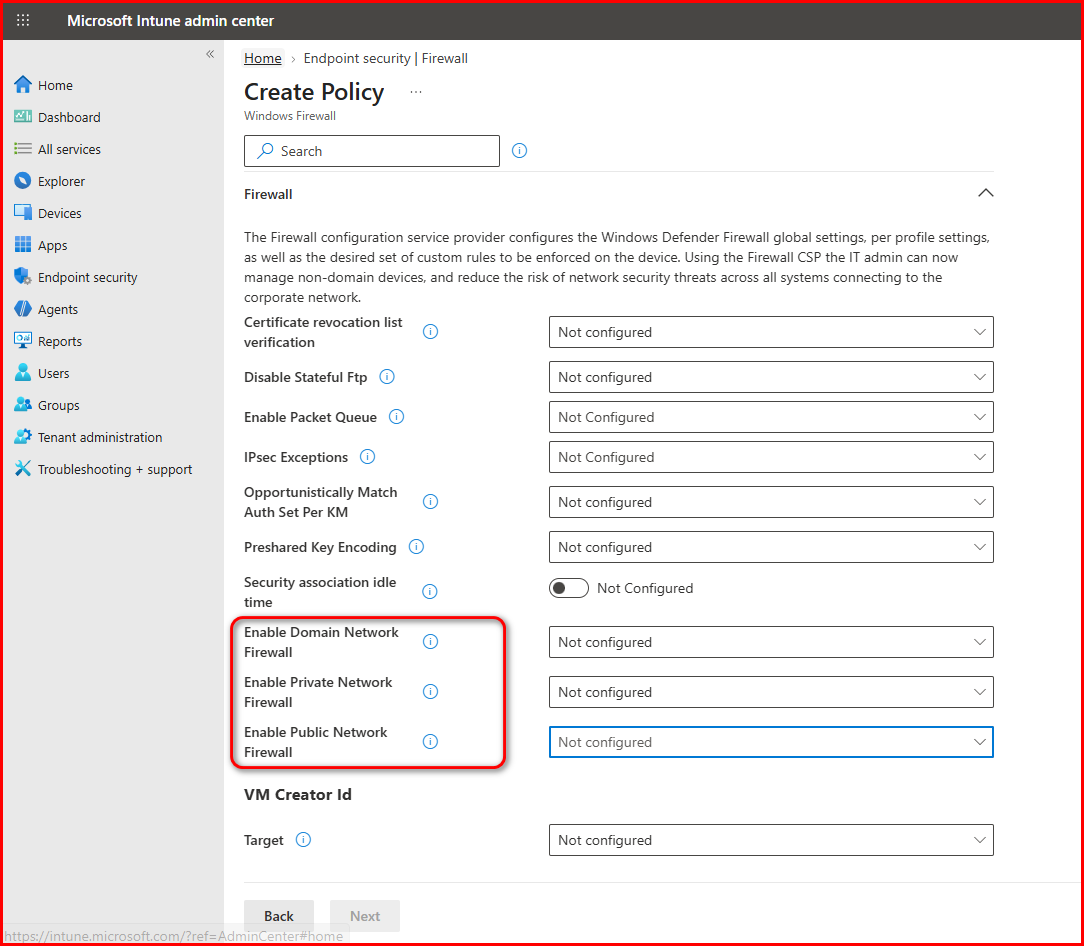 Microsoft Intune admin center
«
Home
Dashboard
All services
Explorer
Devices
Apps
Endpoint security
Agents
Reports
Users
Groups
Tenant administration
Troubleshooting + support
Home › Endpoint security | Firewall
Create Policy ...
Windows Firewall
Search
Firewall
The Firewall configuration service provider configures the Windows Defender Firewall global settings, per profile settings,
as well as the desired set of custom rules to be enforced on the device. Using the Firewall CSP the IT admin can now
manage non-domain devices, and reduce the risk of network security threats across all systems connecting to the
corporate network.
Certificate revocation list
verification
Not configured
Disable Stateful Ftp
Not configured
Enable Packet Queue
Not Configured
IPsec Exceptions
Not Configured
Opportunistically Match
Auth Set Per KM
Not configured
Preshared Key Encoding
Not configured
Security association idle
time
Not Configured
Enable Domain Network
Firewall
Not configured
Enable Private Network
Firewall
Not configured
Enable Public Network
Firewall
Not configured
VM Creator Id
Target
Not configured
Back
Next
https://intune.microsoft.com/?ref=AdminCenter#home